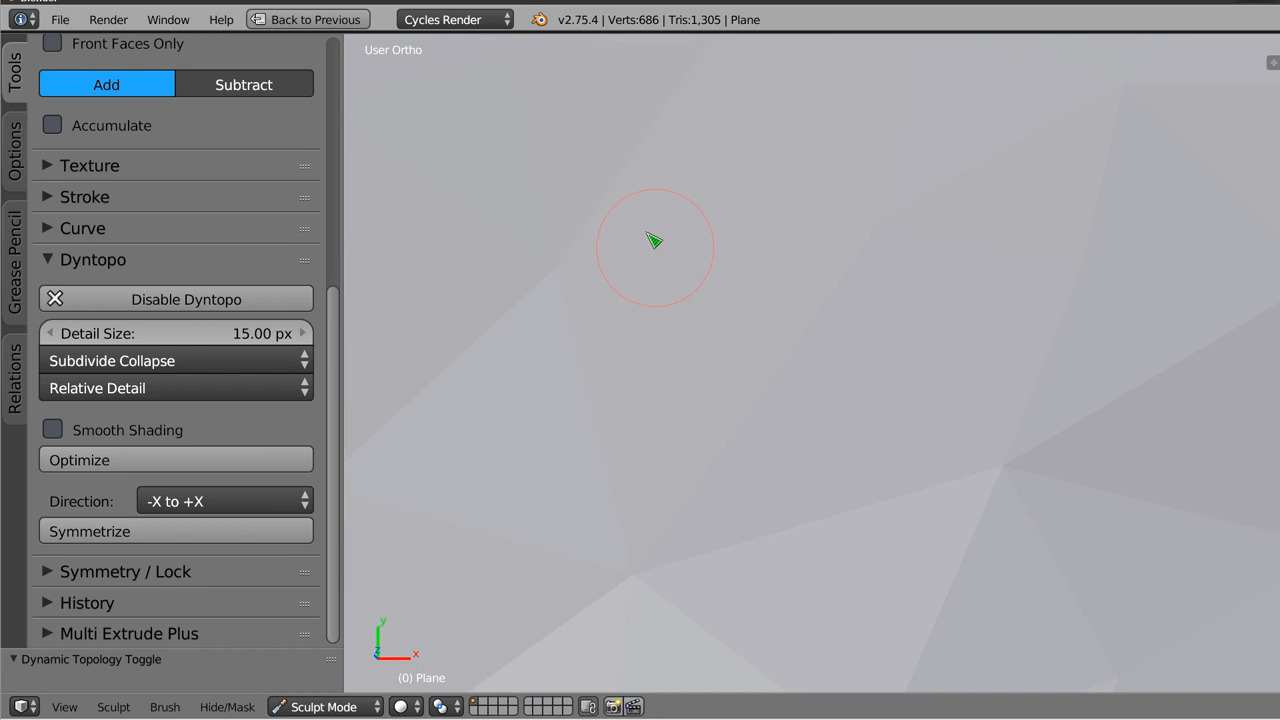 File Render Window Help Back to Previous Cycles Render v2.75.4 | Verts:686 | Tris:1,305 | Plane
Tools
Options
Grease Pencil
Relations
Front Faces Only
Add Subtract
Accumulate
Texture
Stroke
Curve
Dyntopo
Disable Dyntopo
Detail Size: 15.00 px
Subdivide Collapse
Relative Detail
Smooth Shading
Optimize
Direction: -X to +X
Symmetrize
Symmetry / Lock
History
Multi Extrude Plus
Dynamic Topology Toggle
User Ortho
y
z
x
(0) Plane
View Sculpt Brush Hide/Mask Sculpt Mode